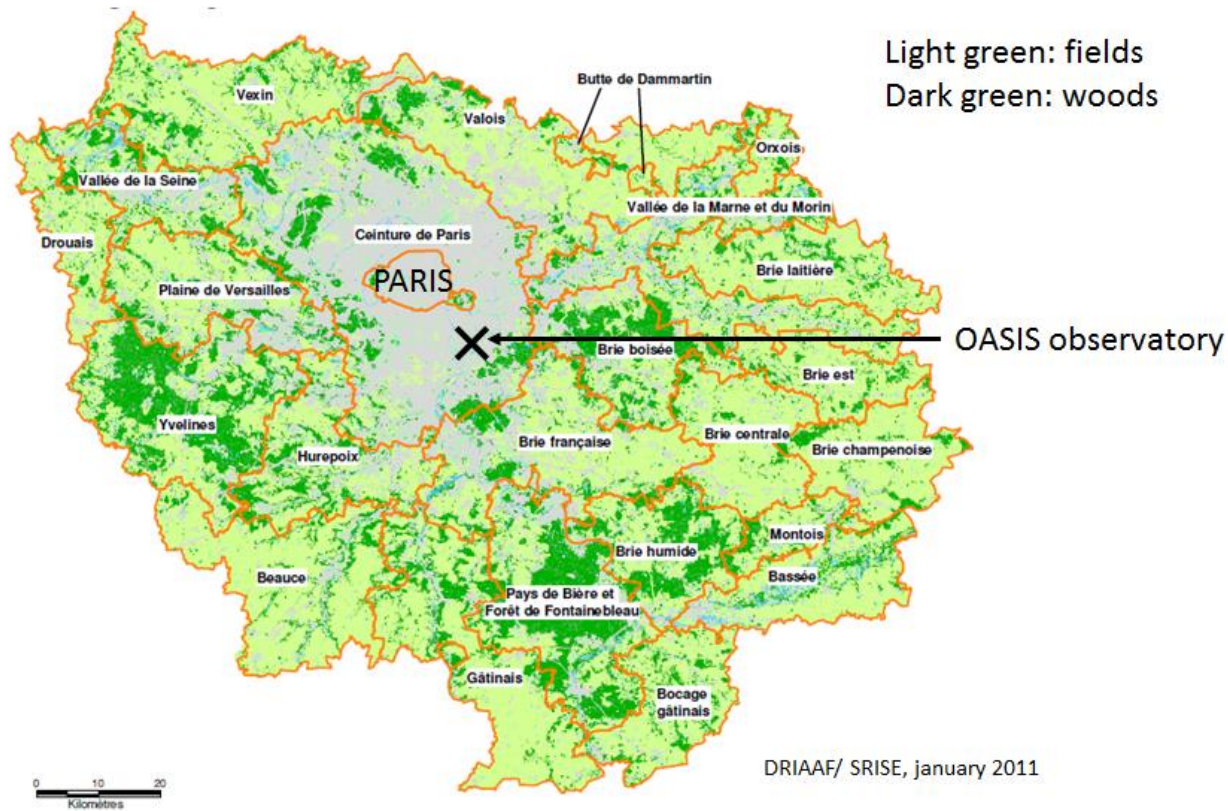 Light green: fields
Dark green: woods
Butte de Dammartin
Vexin
Valois
Orxois
Vallée de la Seine
Vallée de la Marne et du Morin
Drouais
Ceinture de Paris
Brie laitière
PARIS
Plaine de Versailles
OASIS observatory
Brie boisée
Brie est
Yvelines
Brie française
Brie centrale
Brie champenoise
Hurepoix
Montois
Brie humide
Beauce
Bassée
Pays de Bière et
Forêt de Fontainebleau
Gâtinais
Bocage
gâtinais
DRIAAF/ SRISE, january 2011
0 10 20
Kilomètres